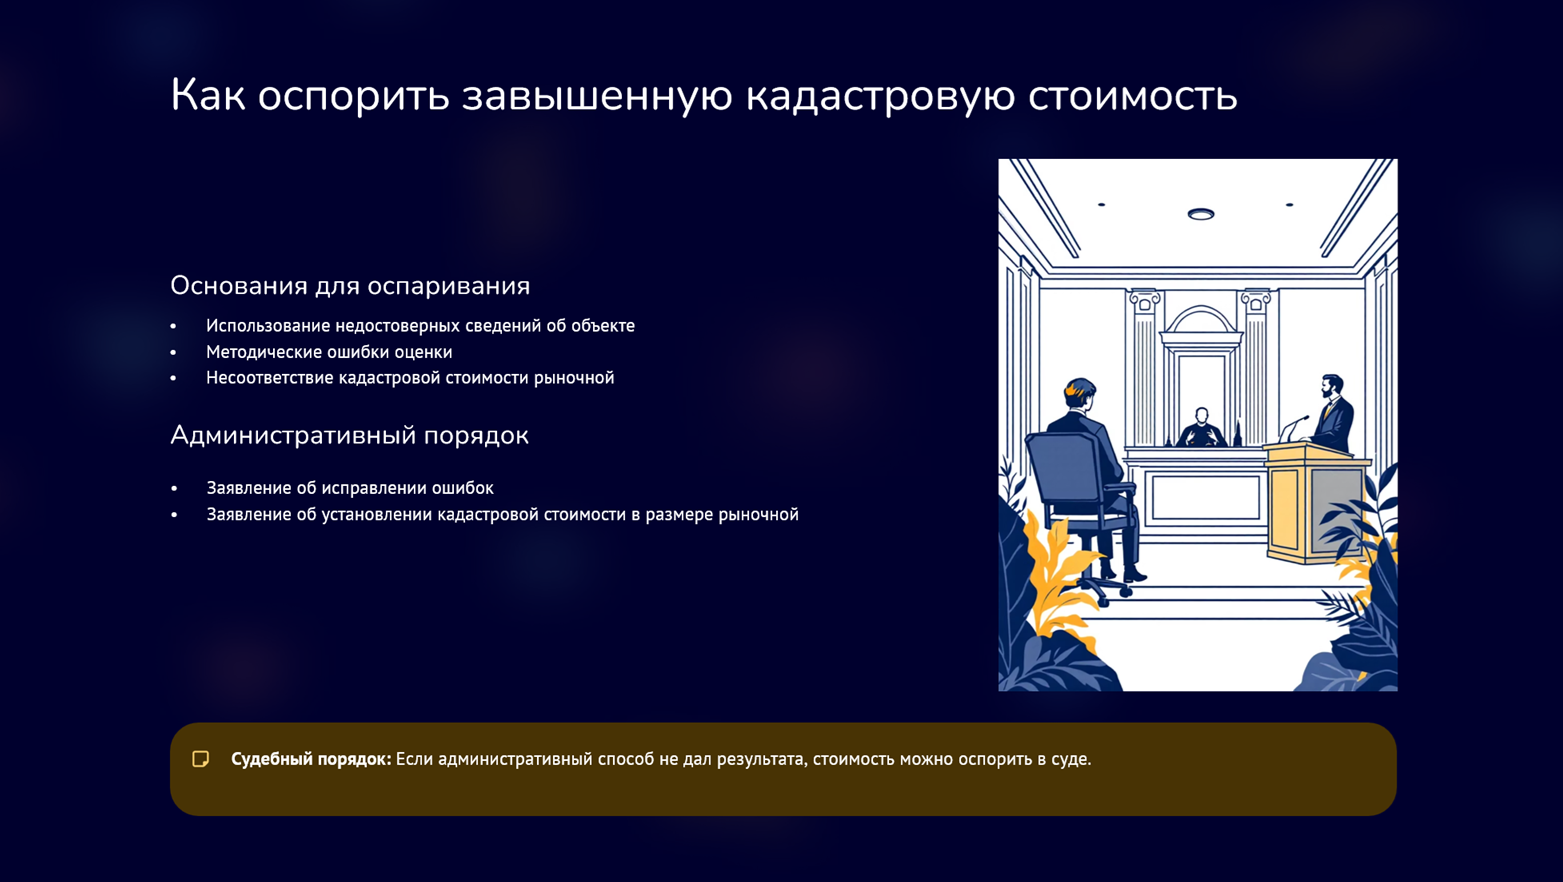 Как оспорить завышенную кадастровую стоимость
Основания для оспаривания
• Использование недостоверных сведений об объекте
• Методические ошибки оценки
• Несоответствие кадастровой стоимости рыночной
Административный порядок
• Заявление об исправлении ошибок
• Заявление об установлении кадастровой стоимости в размере рыночной
Судебный порядок: Если административный способ не дал результата, стоимость можно оспорить в суде.